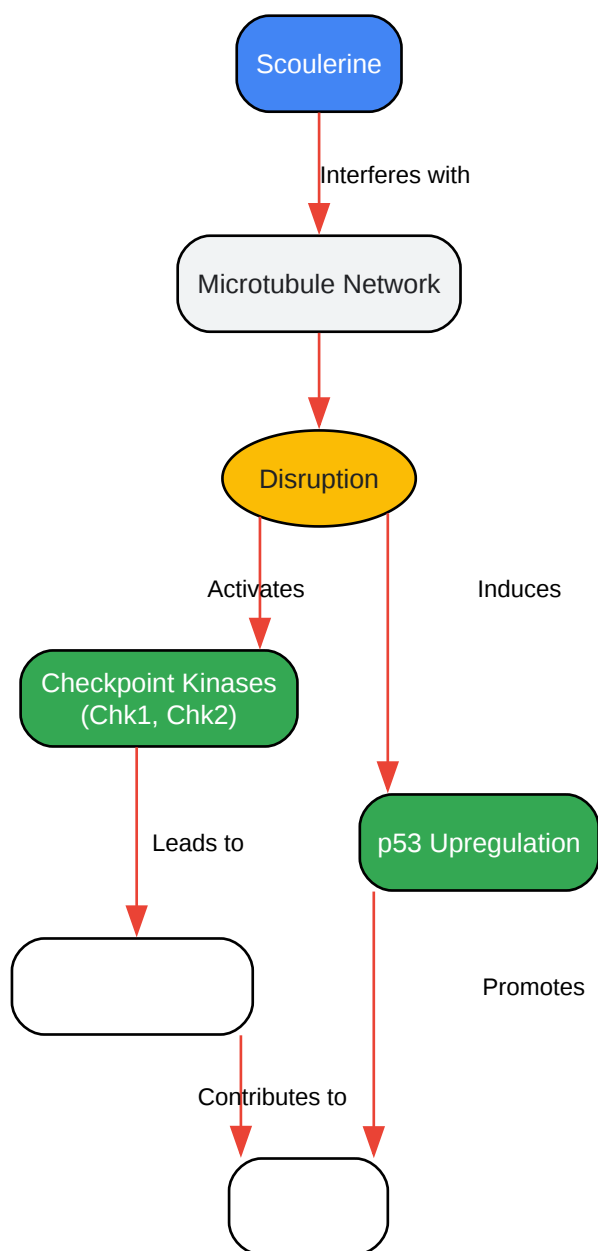 Scoulerine
Interferes with
Microtubule Network
Disruption
Activates
Induces
Checkpoint Kinases
(Chk1, Chk2)
Leads to
p53 Upregulation
Promotes
Contributes to